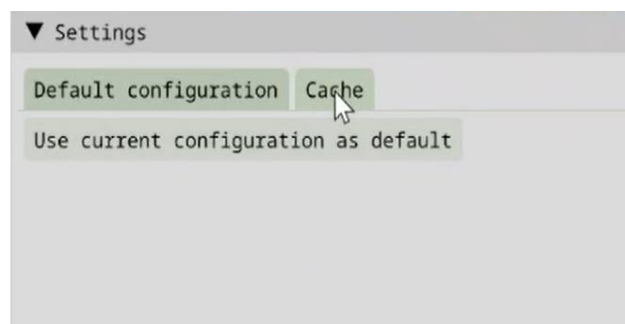 ▼ Settings
Default configuration Cache
Use current configuration as default